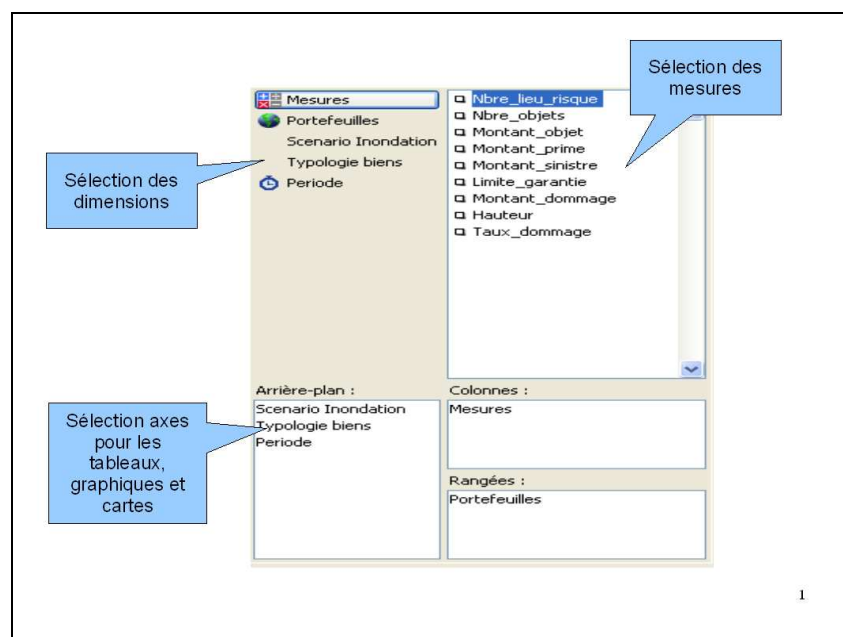 Sélection des
mesures
Mesures
Portefeuilles
Scenario Inondation
Typologie biens
Periode
Nbre_lieu_risque
Nbre_objets
Montant_objet
Montant_prime
Montant_sinistre
Limite_garantie
Montant_dommage
Hauteur
Taux_dommage
Sélection des
dimensions
Arrière-plan :
Scenario Inondation
Typologie biens
Periode
Colonnes :
Mesures
Rangées :
Portefeuilles
Sélection axes
pour les
tableaux,
graphiques et
cartes
1